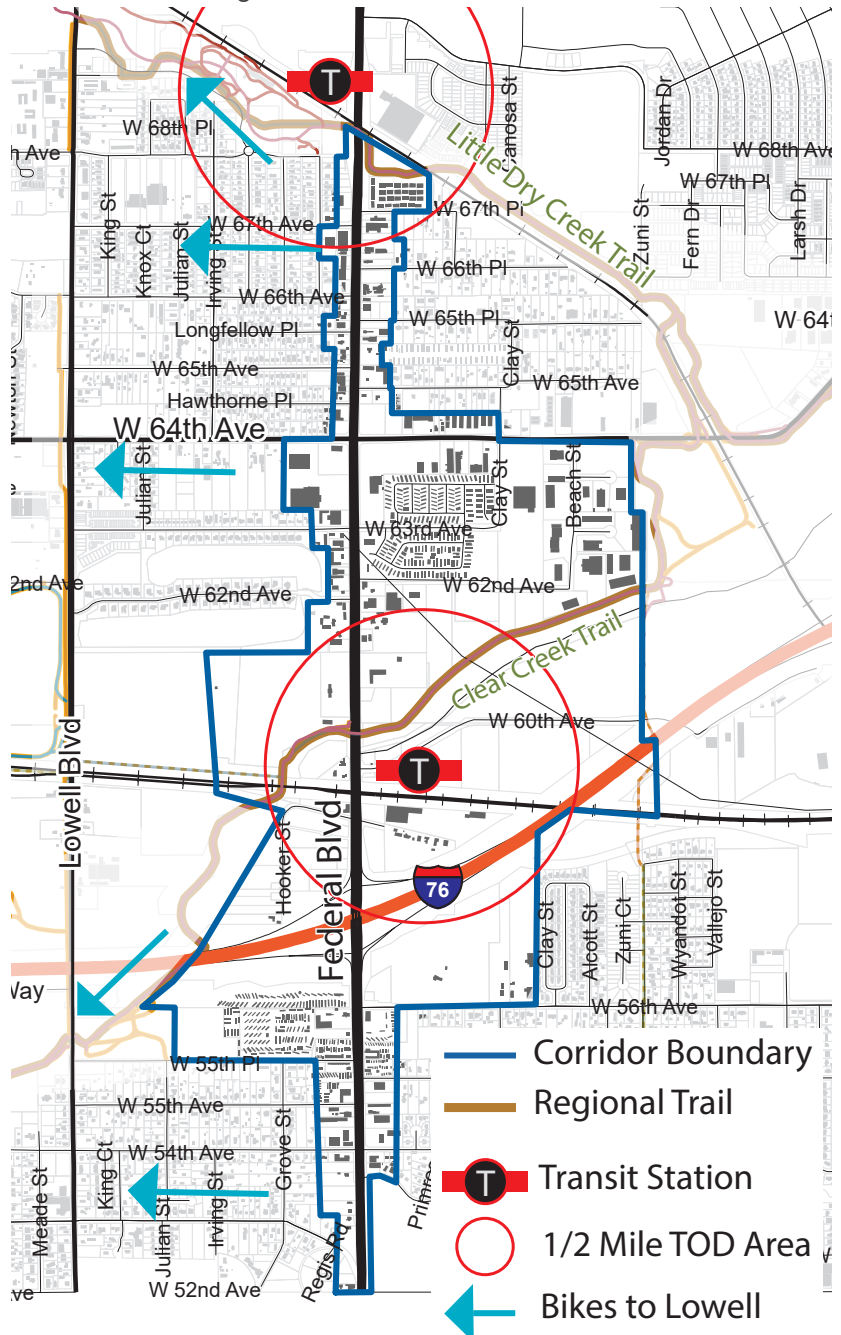 T
Canosa St
Jordan Dr
W 68th Pl
h Ave
W 68th Ave
Little Dry Creek Trail
W 67th Pl
King St
Knox Ct
Julian St
Irving St
W 67th Ave
W 67th Pl
Zuni St
Fern Dr
Larsh Dr
W 66th Pl
W 66th Ave
Longfellow Pl
W 65th Pl
W 64t
Clay St
W 65th Ave
W 65th Ave
Hawthorne Pl
W 64th Ave
Julian St
Clay St
Beach St
W 63rd Ave
2nd Ave
W 62nd Ave
W 62nd Ave
Clear Creek Trail
W 60th Ave
Lowell Blvd
T
Federal Blvd
Hooker St
76
Clay St
Alcott St
Zuni Ct
Wyandot St
Vallejo St
Way
W 56th Ave
W 55th Pl
Corridor Boundary
W 55th Ave
Regional Trail
W 54th Ave
Grove St
Meade St
King Ct
Julian St
Irving St
Primro
T Transit Station
Regis Rd
1/2 Mile TOD Area
W 52nd Ave
ve
Bikes to Lowell